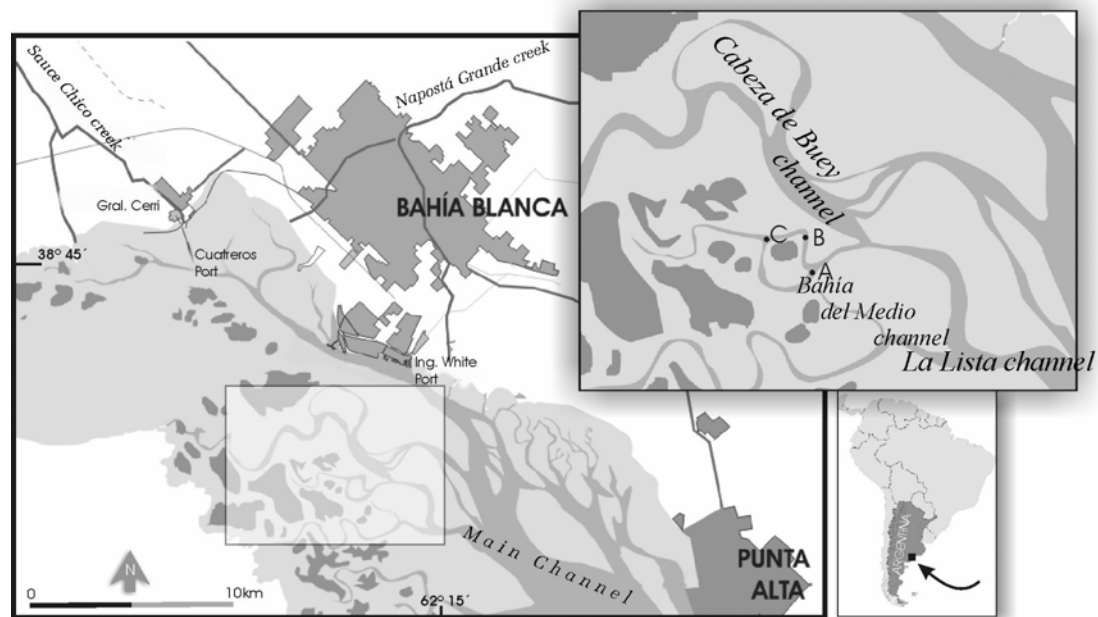 Sauce Chico creek
Napostá Grande creek
Gral. Cerri
BAHÍA BLANCA
38° 45´
Cuatreros
Port
Ing. White
Port
Main Channel
PUNTA
ALTA
N
0
10km
62° 15´
Cabeza de Buey
channel
C
B
A
Bahía
del Medio
channel
La Lista channel
ARGENTINA